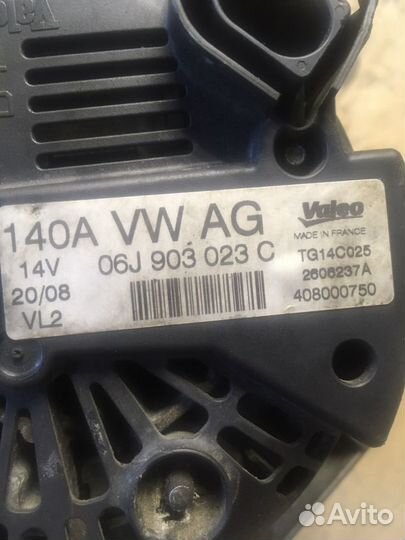 140A VW AG
Valeo
MADE IN FRANCE
14V
06J 903 023 C
TG14C025
20/08
2606237A
VL2
408000750
Avito